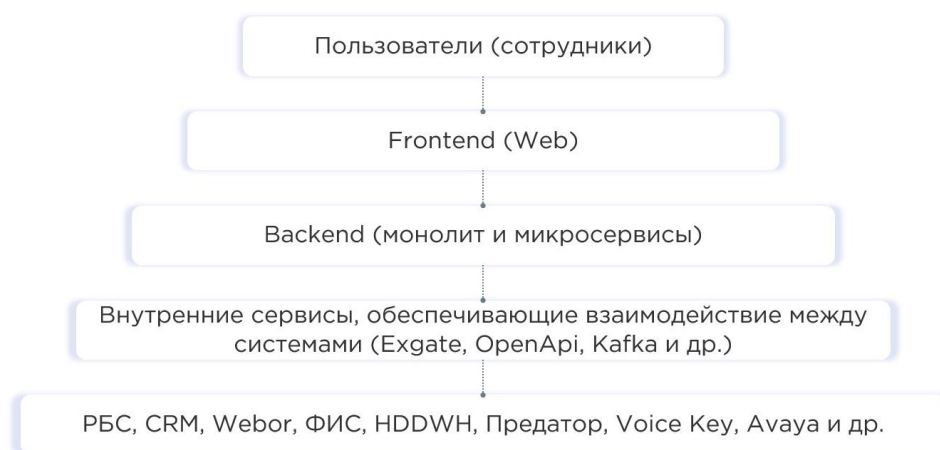 Пользователи (сотрудники)
Frontend (Web)
Backend (монолит и микросервисы)
Внутренние сервисы, обеспечивающие взаимодействие между
системами (Exgate, OpenApi, Kafka и др.)
РБС, CRM, Webor, ФИС, HDDWH, Предатор, Voice Key, Avaya и др.